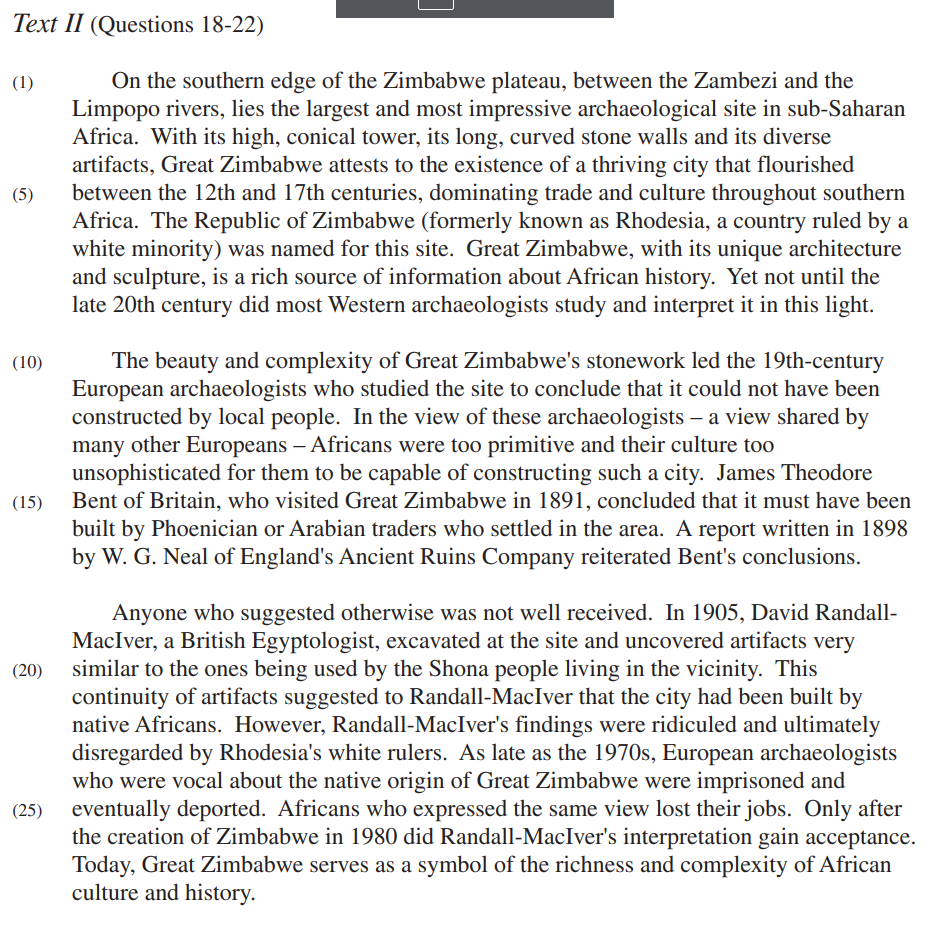 Text II (Questions 18-22)
(1) On the southern edge of the Zimbabwe plateau, between the Zambezi and the
Limpopo rivers, lies the largest and most impressive archaeological site in sub-Saharan
Africa. With its high, conical tower, its long, curved stone walls and its diverse
artifacts, Great Zimbabwe attests to the existence of a thriving city that flourished
(5) between the 12th and 17th centuries, dominating trade and culture throughout southern
Africa. The Republic of Zimbabwe (formerly known as Rhodesia, a country ruled by a
white minority) was named for this site. Great Zimbabwe, with its unique architecture
and sculpture, is a rich source of information about African history. Yet not until the
late 20th century did most Western archaeologists study and interpret it in this light.
(10) The beauty and complexity of Great Zimbabwe's stonework led the 19th-century
European archaeologists who studied the site to conclude that it could not have been
constructed by local people. In the view of these archaeologists – a view shared by
many other Europeans – Africans were too primitive and their culture too
unsophisticated for them to be capable of constructing such a city. James Theodore
(15) Bent of Britain, who visited Great Zimbabwe in 1891, concluded that it must have been
built by Phoenician or Arabian traders who settled in the area. A report written in 1898
by W. G. Neal of England's Ancient Ruins Company reiterated Bent's conclusions.
Anyone who suggested otherwise was not well received. In 1905, David Randall-
MacIver, a British Egyptologist, excavated at the site and uncovered artifacts very
(20) similar to the ones being used by the Shona people living in the vicinity. This
continuity of artifacts suggested to Randall-MacIver that the city had been built by
native Africans. However, Randall-MacIver's findings were ridiculed and ultimately
disregarded by Rhodesia's white rulers. As late as the 1970s, European archaeologists
who were vocal about the native origin of Great Zimbabwe were imprisoned and
(25) eventually deported. Africans who expressed the same view lost their jobs. Only after
the creation of Zimbabwe in 1980 did Randall-MacIver's interpretation gain acceptance.
Today, Great Zimbabwe serves as a symbol of the richness and complexity of African
culture and history.